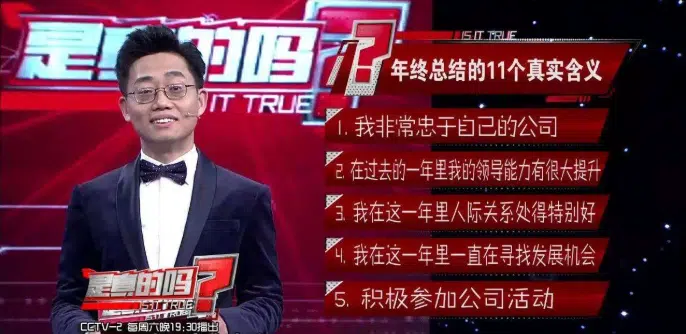 是真的吗
IS IT TRUE
IS IT TRUE
年终总结的11个真实含义
1. 我非常忠于自己的公司
2. 在过去的一年里我的领导能力有很大提升
3. 我在这一年里人际关系处得特别好
4. 我在这一年里一直在寻找发展机会
5. 积极参加公司活动
是真的吗
IS IT TRUE
CCTV-2 每周六晚19:30播出